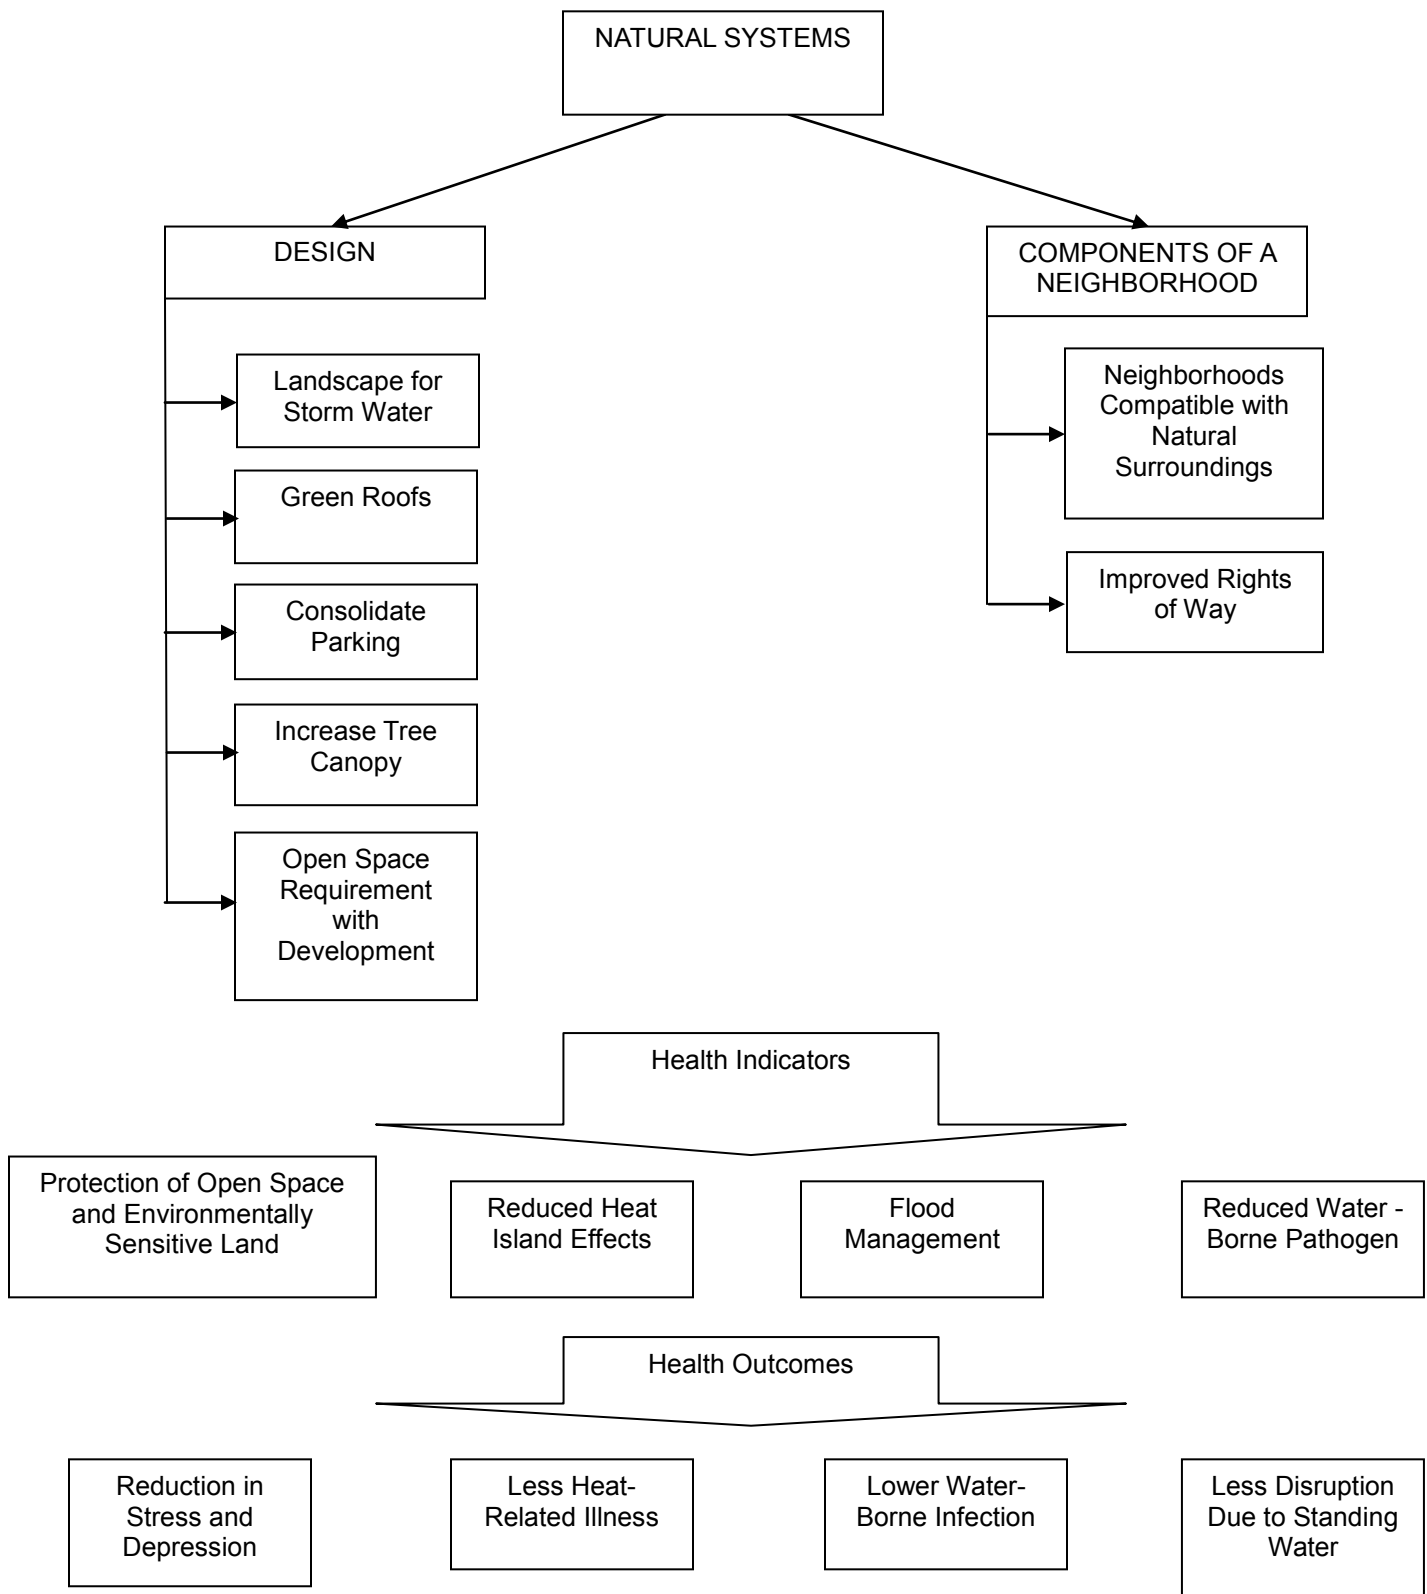 NATURAL SYSTEMS
DESIGN
Landscape for
Storm Water
Green Roofs
Consolidate
Parking
Increase Tree
Canopy
Open Space
Requirement
with
Development
COMPONENTS OF A
NEIGHBORHOOD
Neighborhoods
Compatible with
Natural
Surroundings
Improved Rights
of Way
Health Indicators
Protection of Open Space
and Environmentally
Sensitive Land
Reduced Heat
Island Effects
Flood
Management
Reduced Water -
Borne Pathogen
Health Outcomes
Reduction in
Stress and
Depression
Less Heat-
Related Illness
Lower Water-
Borne Infection
Less Disruption
Due to Standing
Water